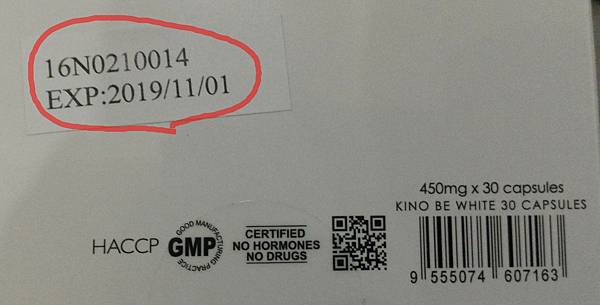 16N0210014
EXP:2019/11/01
450mg x 30 capsules
KINO BE WHITE 30 CAPSULES
HACCP
GOOD MANUFACTURING PRACTICE
GMP
CERTIFIED
NO HORMONES
NO DRUGS
9 555074 607163